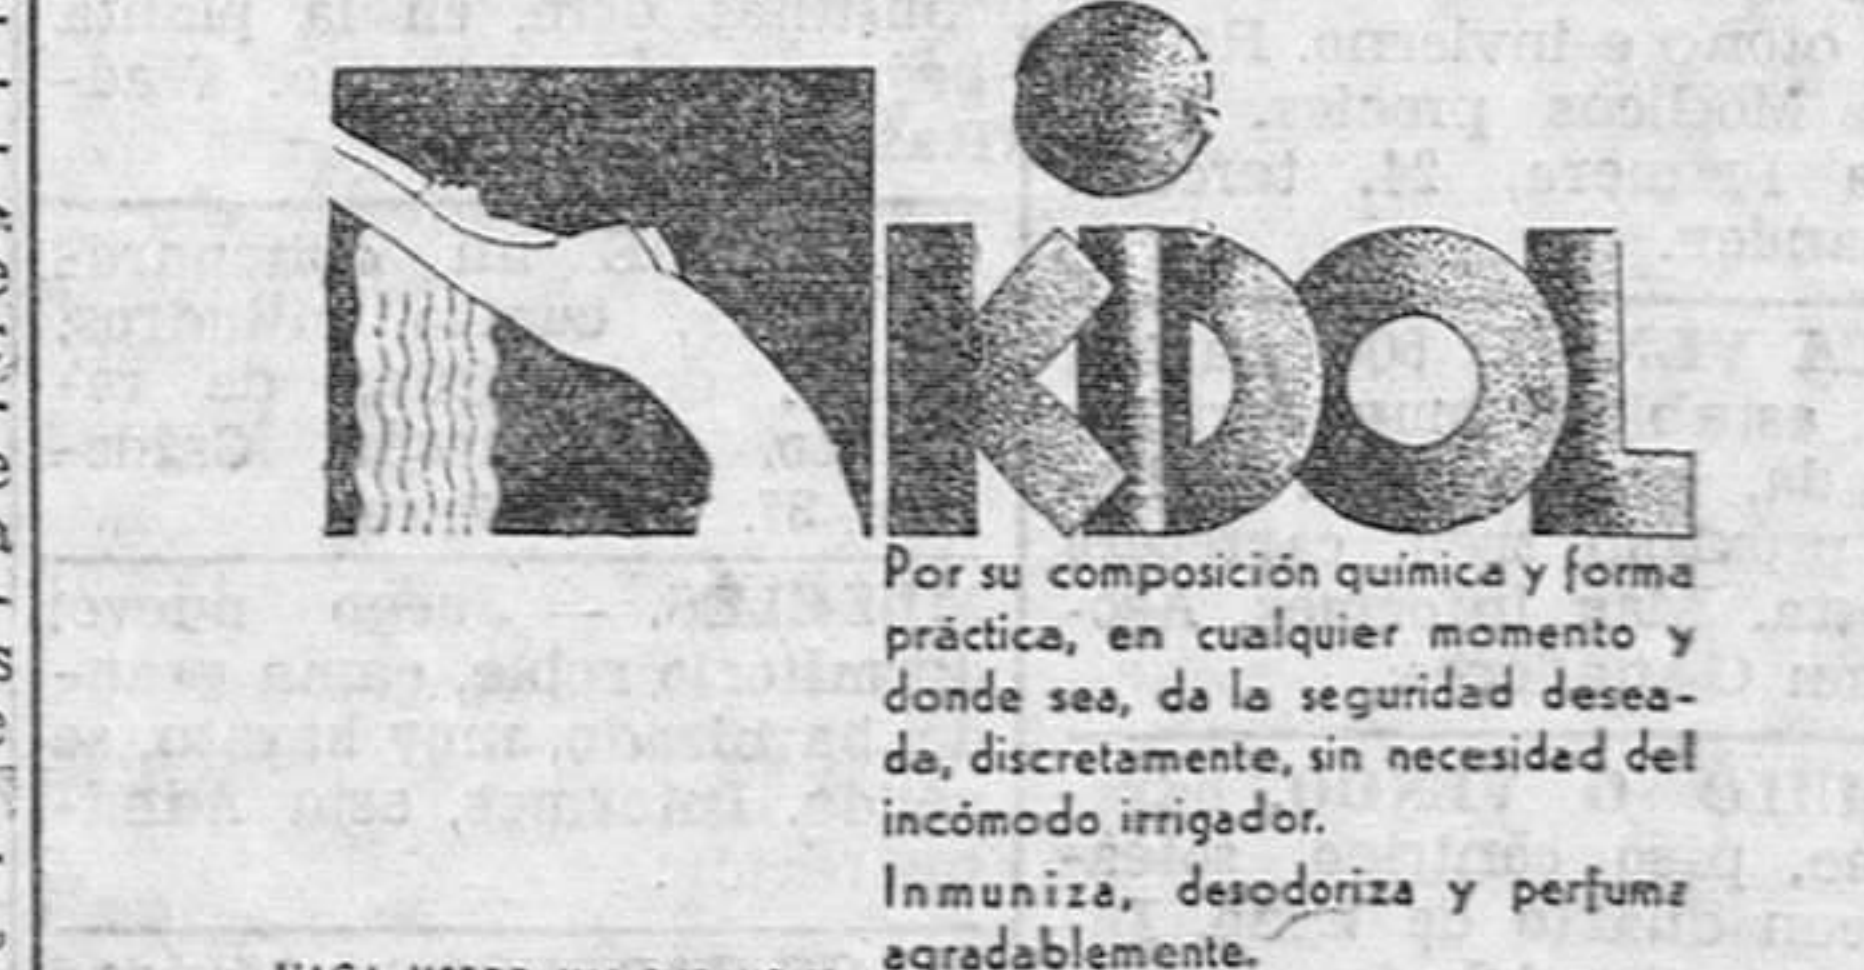 KIDOL
Por su composición química y forma
práctica, en cualquier momento y
donde sea, da la seguridad desea-
da, discretamente, sin necesidad del
incómodo irrigador.
Inmuniza, desodoriza y perfuma
agradablemente.